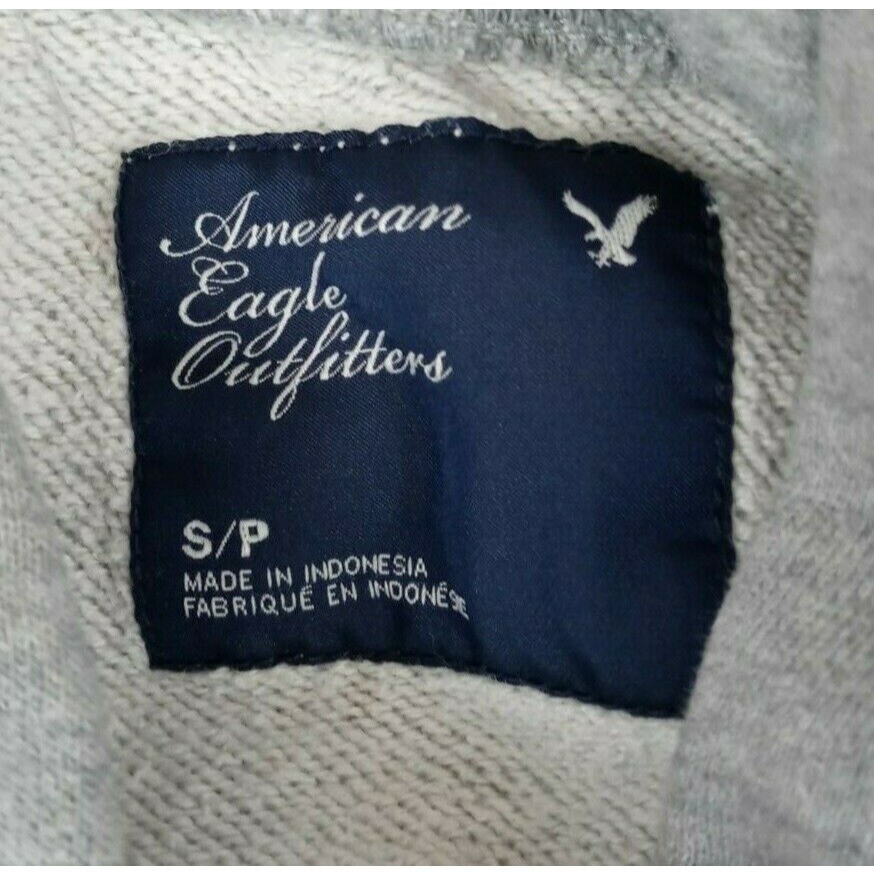 American
Eagle
Outfitters
S/P
MADE IN INDONESIA
FABRIQUÉ EN INDONÉSIE